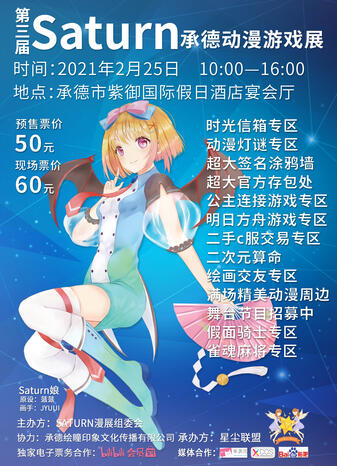 第三届 Saturn 承德动漫游戏展
时间:2021年2月25日 10:00—16:00
地点:承德市紫御国际假日酒店宴会厅
预售票价
50元
现场票价
60元
时光信箱专区
动漫灯谜专区
超大签名涂鸦墙
超大官方存包处
公主连接游戏专区
明日方舟游戏专区
二手c服交易专区
二次元算命
绘画交友专区
满场精美动漫周边
舞台节目招募中
假面骑士专区
雀魂麻将专区
Saturn娘
原设:菠菠
画手:JYUJI
主办方:SATURN漫展组委会
协力:承德绘瞳印象文化传播有限公司 承办方:星尘联盟
独家电子票务合作:bilibili 会员购 媒体合作: